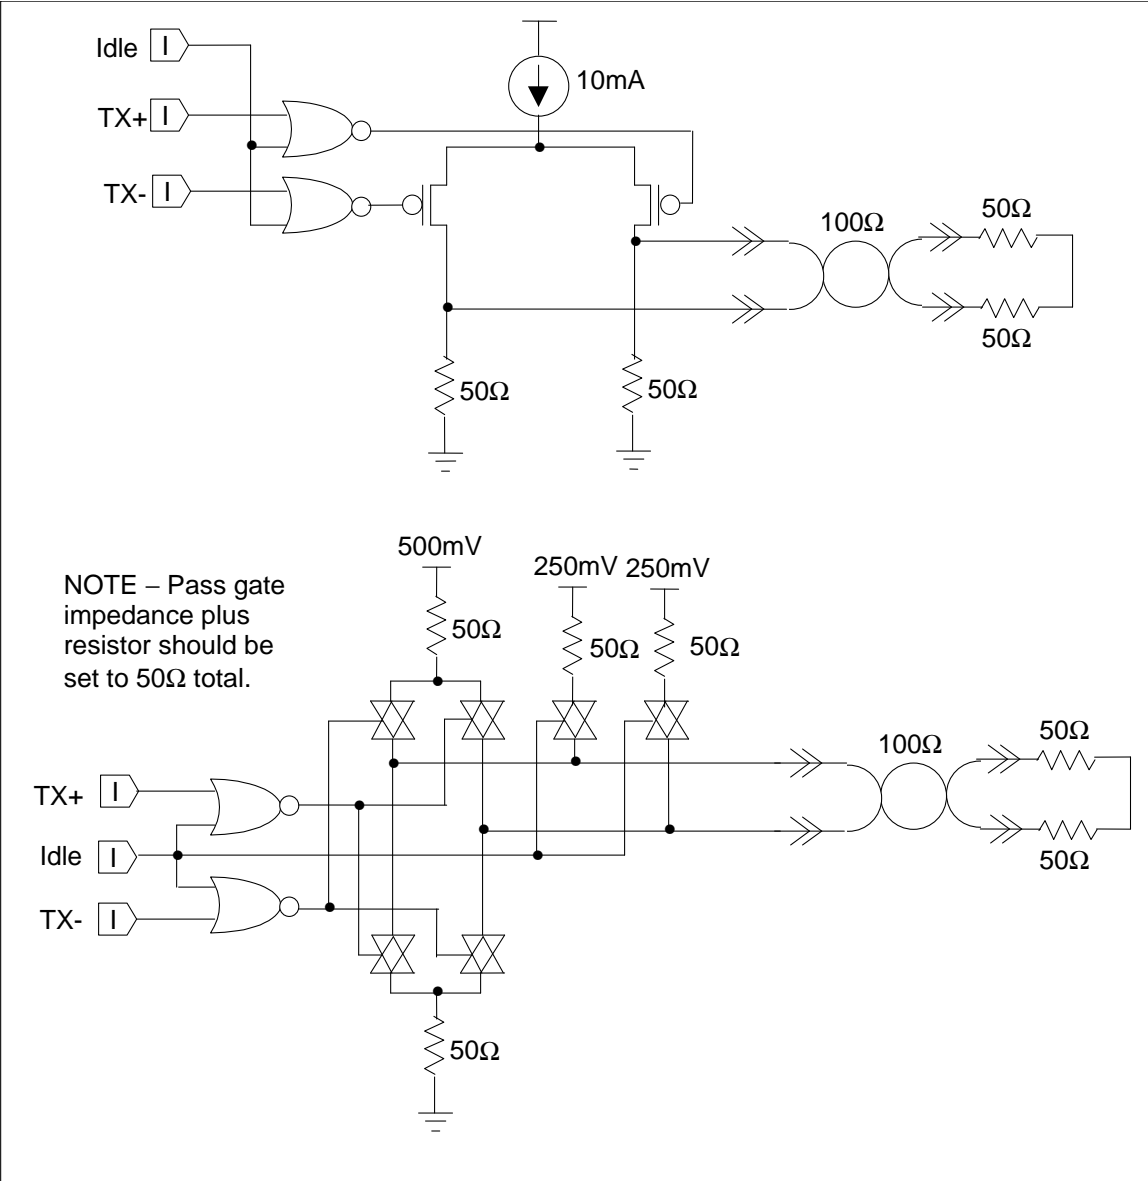 Idle I
10mA
TX+ I
TX- I
50Ω
100Ω
50Ω
50Ω
50Ω
500mV
250mV 250mV
NOTE – Pass gate
impedance plus
resistor should be
set to 50Ω total.
50Ω
50Ω
50Ω
50Ω
100Ω
TX+ I
Idle I
50Ω
TX- I
50Ω